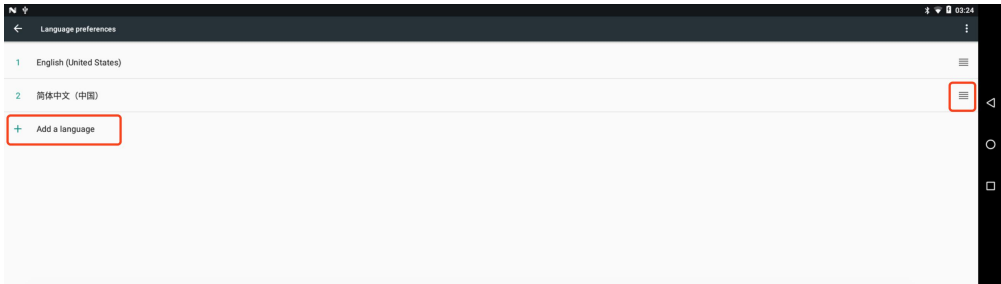 03:24
Language preferences
1 English (United States)
2 简体中文（中国）
+ Add a language